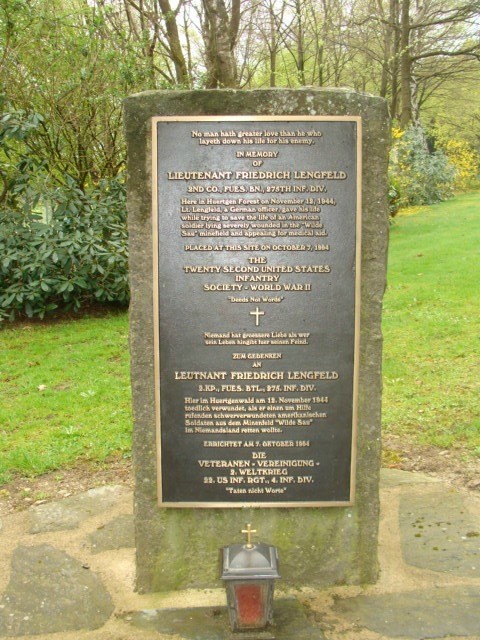 No man hath greater love than he who
layeth down his life for his enemy.
IN MEMORY
OF
LIEUTENANT FRIEDRICH LENGFELD
2ND CO., FUES. BN., 275TH INF. DIV.
Here in Huertgen Forest on November 12, 1944,
Lt. Lengfeld, a German officer, gave his life
while trying to save the life of an American
soldier lying severely wounded in the "Wilde
Sau" minefield and appealing for medical aid.
PLACED AT THIS SITE ON OCTOBER 7, 1994
THE
TWENTY SECOND UNITED STATES
INFANTRY
SOCIETY - WORLD WAR II
"Deeds Not Words"
Niemand hat groessere Liebe als wer
sein Leben hingibt fuer seinen Feind.
ZUM GEDENKEN
AN
LEUTNANT FRIEDRICH LENGFELD
2.KP., FUES. BTL., 275. INF. DIV.
Hier im Huertgenwald am 12. November 1944
toedlich verwundet, als er einen um Hilfe
rufenden schwerverwundeten amerikanischen
Soldaten aus dem Minenfeld "Wilde Sau"
im Niemandsland retten wollte.
ERRICHTET AM 7. OKTOBER 1994
DIE
VETERANEN - VEREINIGUNG -
2. WELTKRIEG
22. US INF. RGT., 4. INF. DIV.
"Taten nicht Worte"